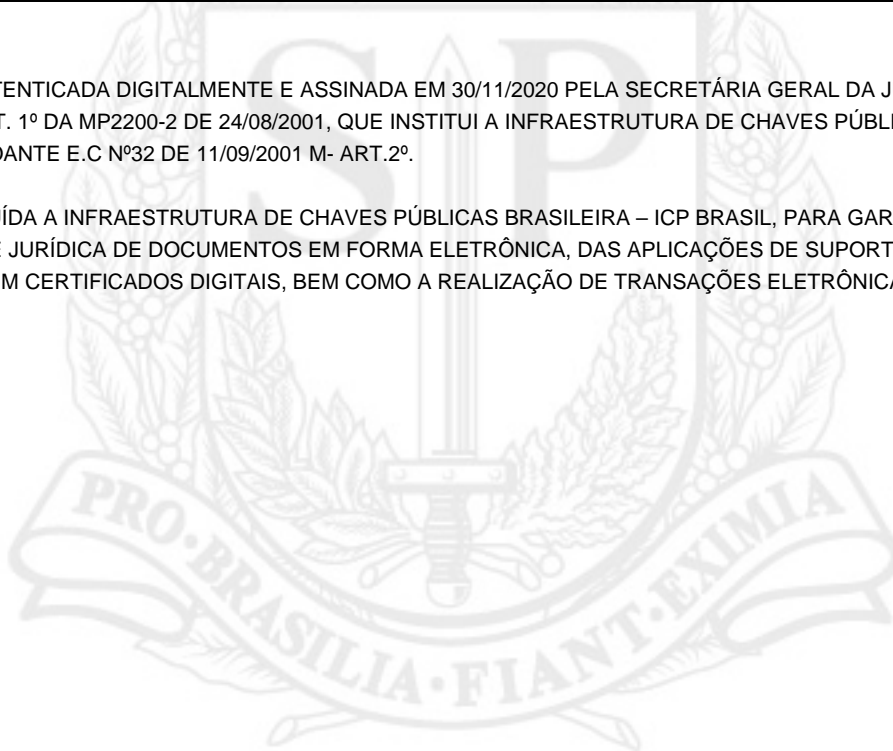 TENTICADA DIGITALMENTE E ASSINADA EM 30/11/2020 PELA SECRETÁRIA GERAL DA J
T. 1º DA MP2200-2 DE 24/08/2001, QUE INSTITUI A INFRAESTRUTURA DE CHAVES PÚBL
DANTE E.C Nº32 DE 11/09/2001 M- ART.2º.
ÍDA A INFRAESTRUTURA DE CHAVES PÚBLICAS BRASILEIRA – ICP BRASIL, PARA GAR
E JURÍDICA DE DOCUMENTOS EM FORMA ELETRÔNICA, DAS APLICAÇÕES DE SUPORT
M CERTIFICADOS DIGITAIS, BEM COMO A REALIZAÇÃO DE TRANSAÇÕES ELETRÔNICA
SP
PRO·BRASILIA·FIANT·EXIMIA